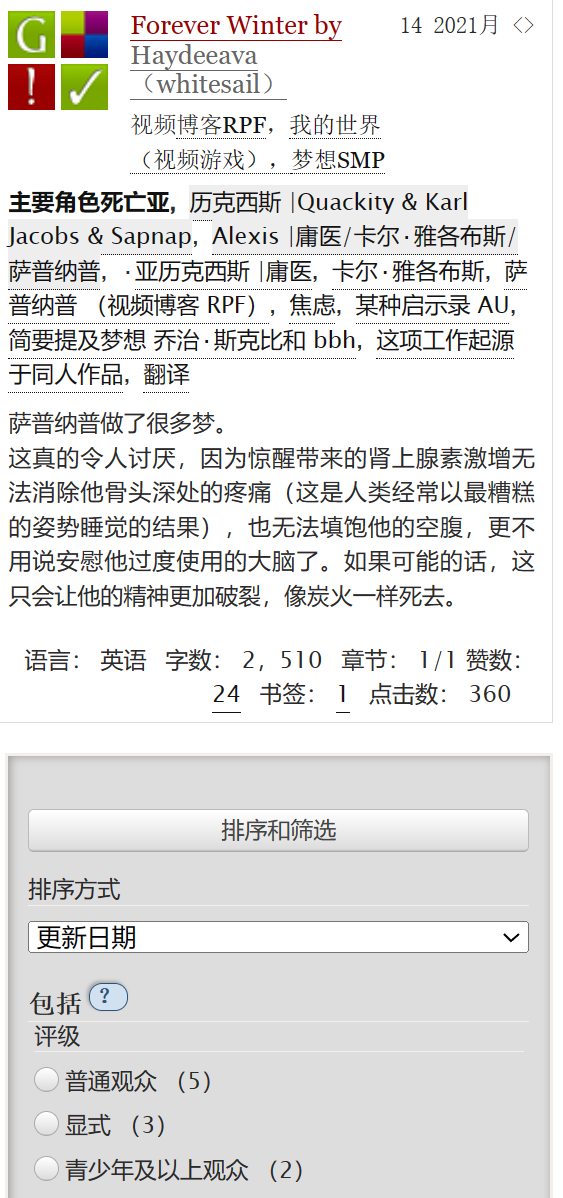 G
Forever Winter by
14 2021月 <>
Haydeeava
（whitesail）
! ✓
视频博客RPF，我的世界
（视频游戏），梦想SMP
主要角色死亡亚，历克西斯 |Quackity & Karl
Jacobs & Sapnap，Alexis |庸医/卡尔·雅各布斯/
萨普纳普，·亚历克西斯 |庸医，卡尔·雅各布斯，萨
普纳普 （视频博客 RPF），焦虑，某种启示录 AU，
简要提及梦想 乔治·斯克比和 bbh，这项工作起源
于同人作品，翻译
萨普纳普做了很多梦。
这真的令人讨厌，因为惊醒带来的肾上腺素激增无
法消除他骨头深处的疼痛（这是人类经常以最糟糕
的姿势睡觉的结果），也无法填饱他的空腹，更不
用说安慰他过度使用的大脑了。如果可能的话，这
只会让他的精神更加破裂，像炭火一样死去。
语言： 英语 字数： 2，510 章节： 1/1 赞数：
24 书签： 1 点击数： 360
排序和筛选
排序方式
更新日期
包括 ?
评级
普通观众 （5）
显式 （3）
青少年及以上观众 （2）